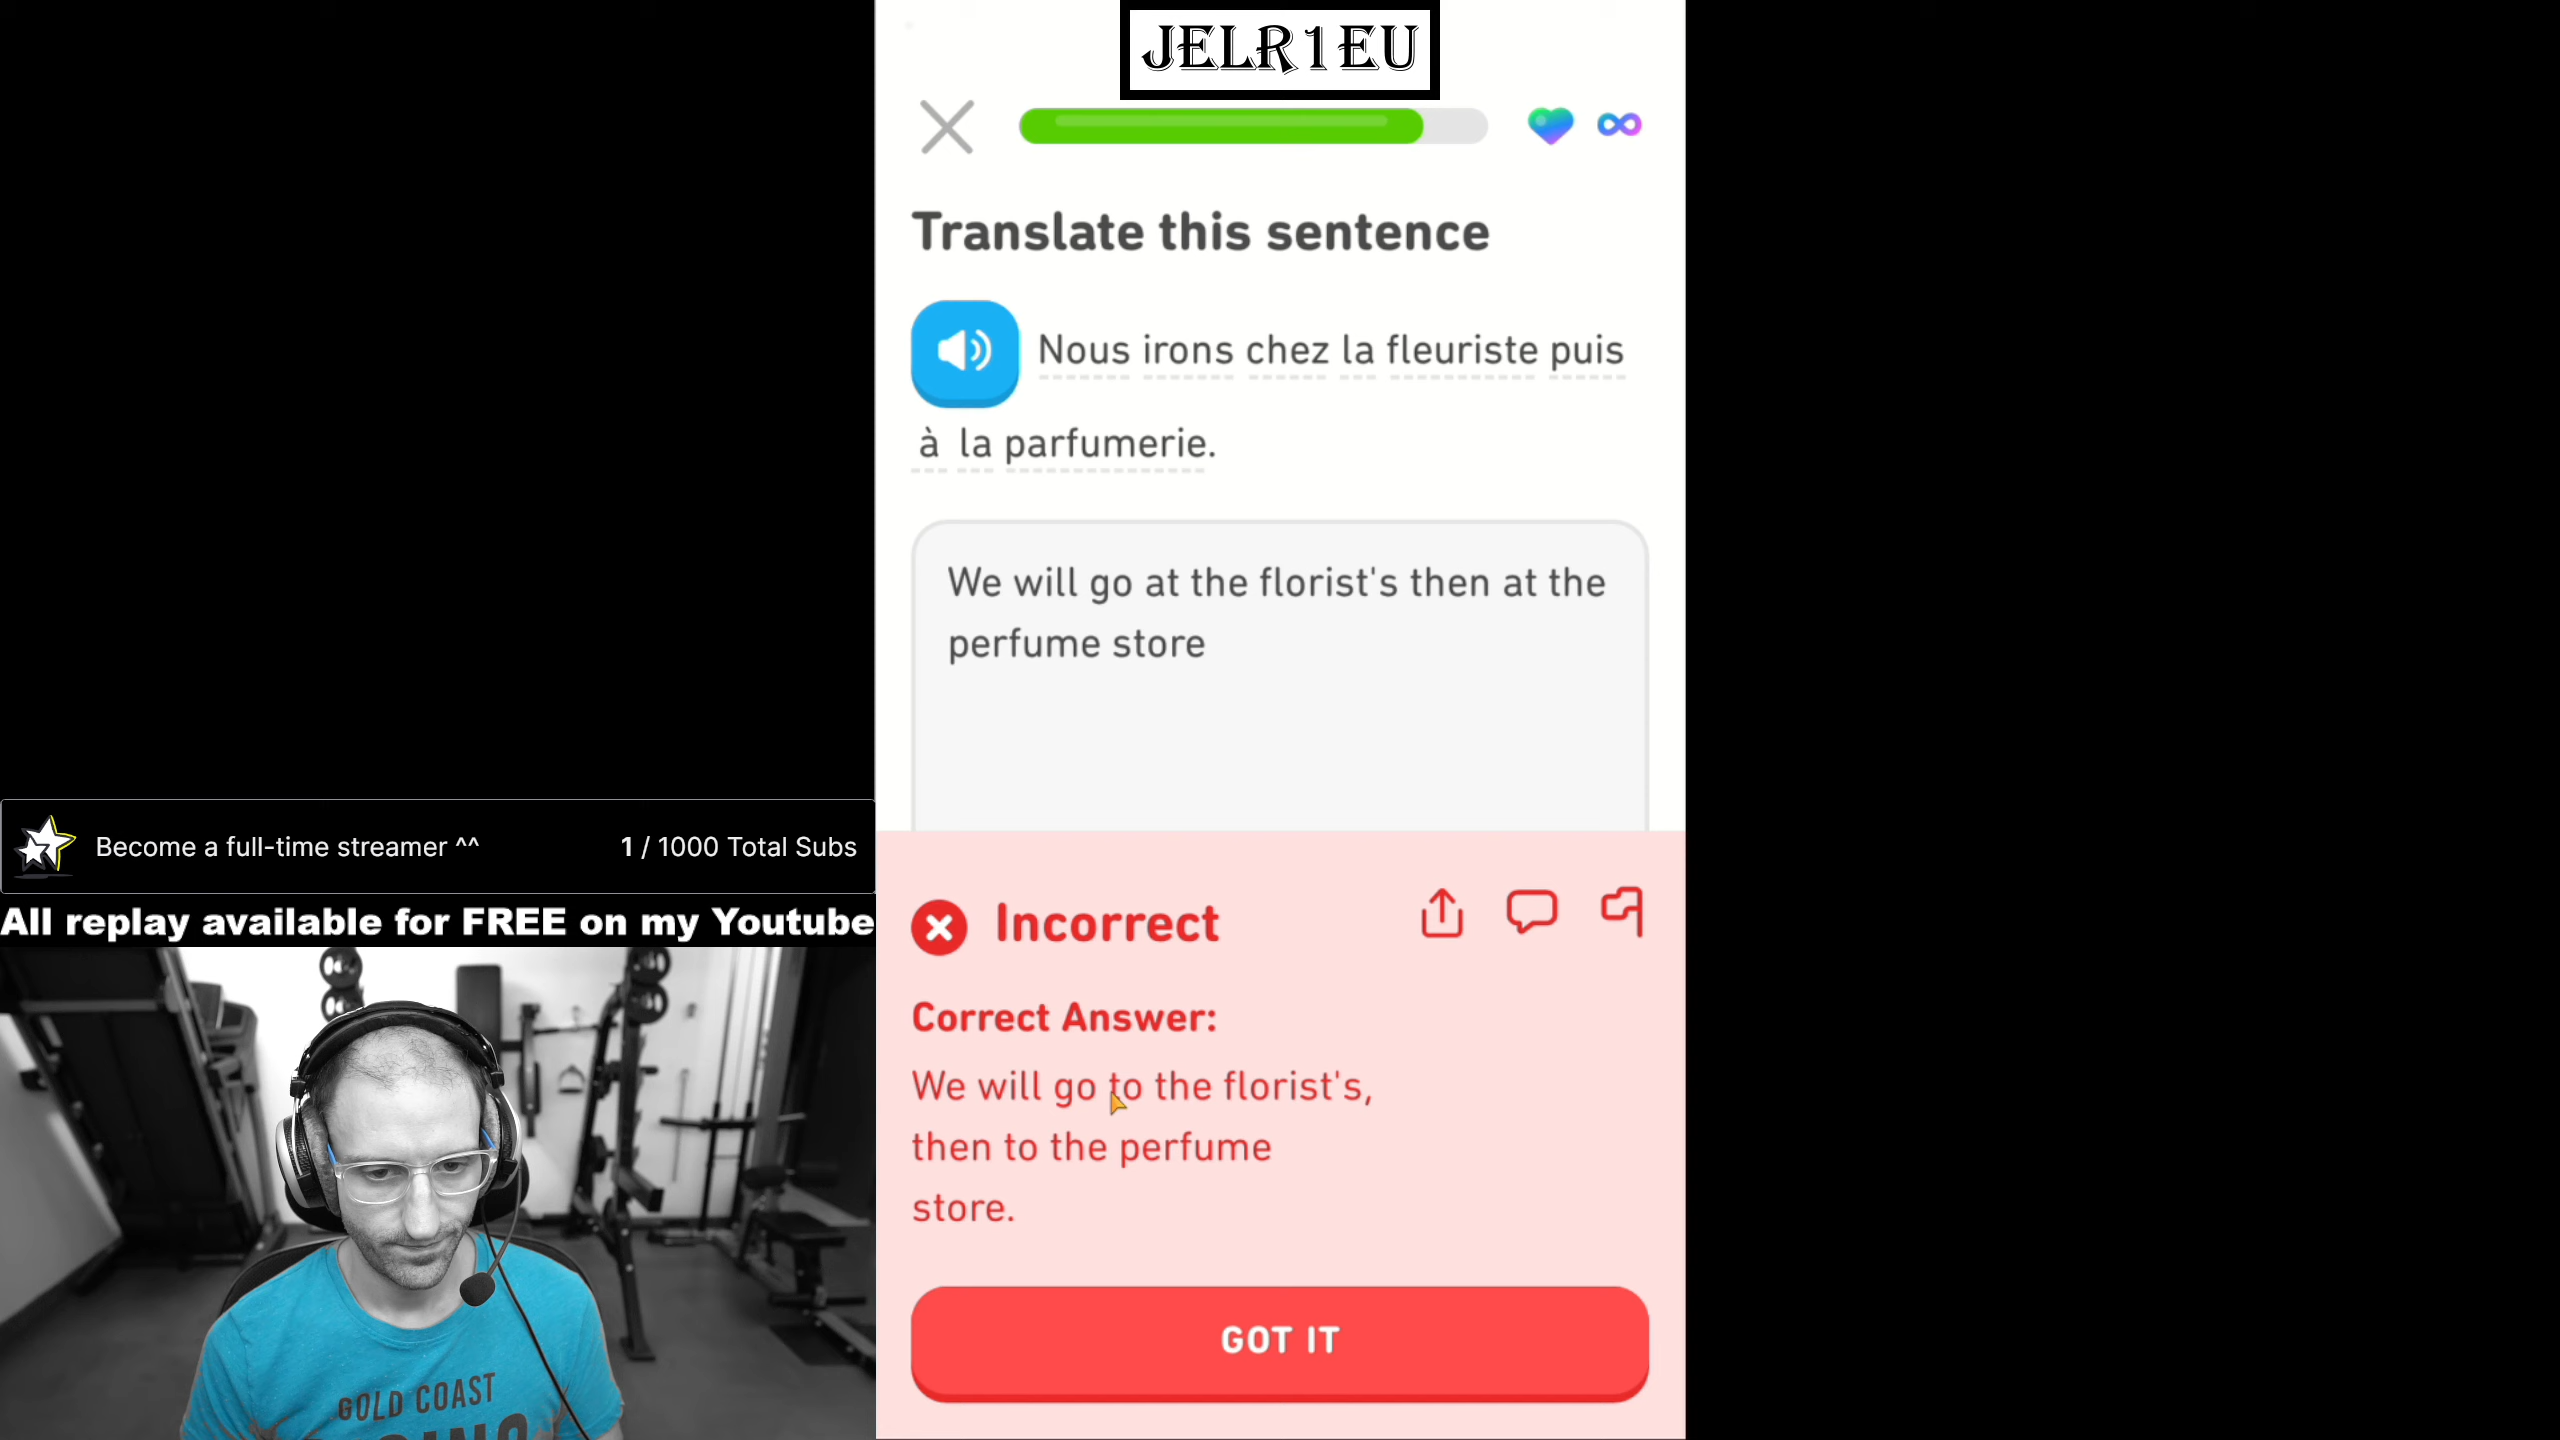 JELR1EU
Translate this sentence
Nous irons chez la fleuriste puis
à la parfumerie.
We will go at the florist's then at the
perfume store
Become a full-time streamer ^^ 1 / 1000 Total Subs
All replay available for FREE on my Youtube
Incorrect
Correct Answer:
We will go to the florist's,
then to the perfume
store.
GOT IT
GOLD COAST